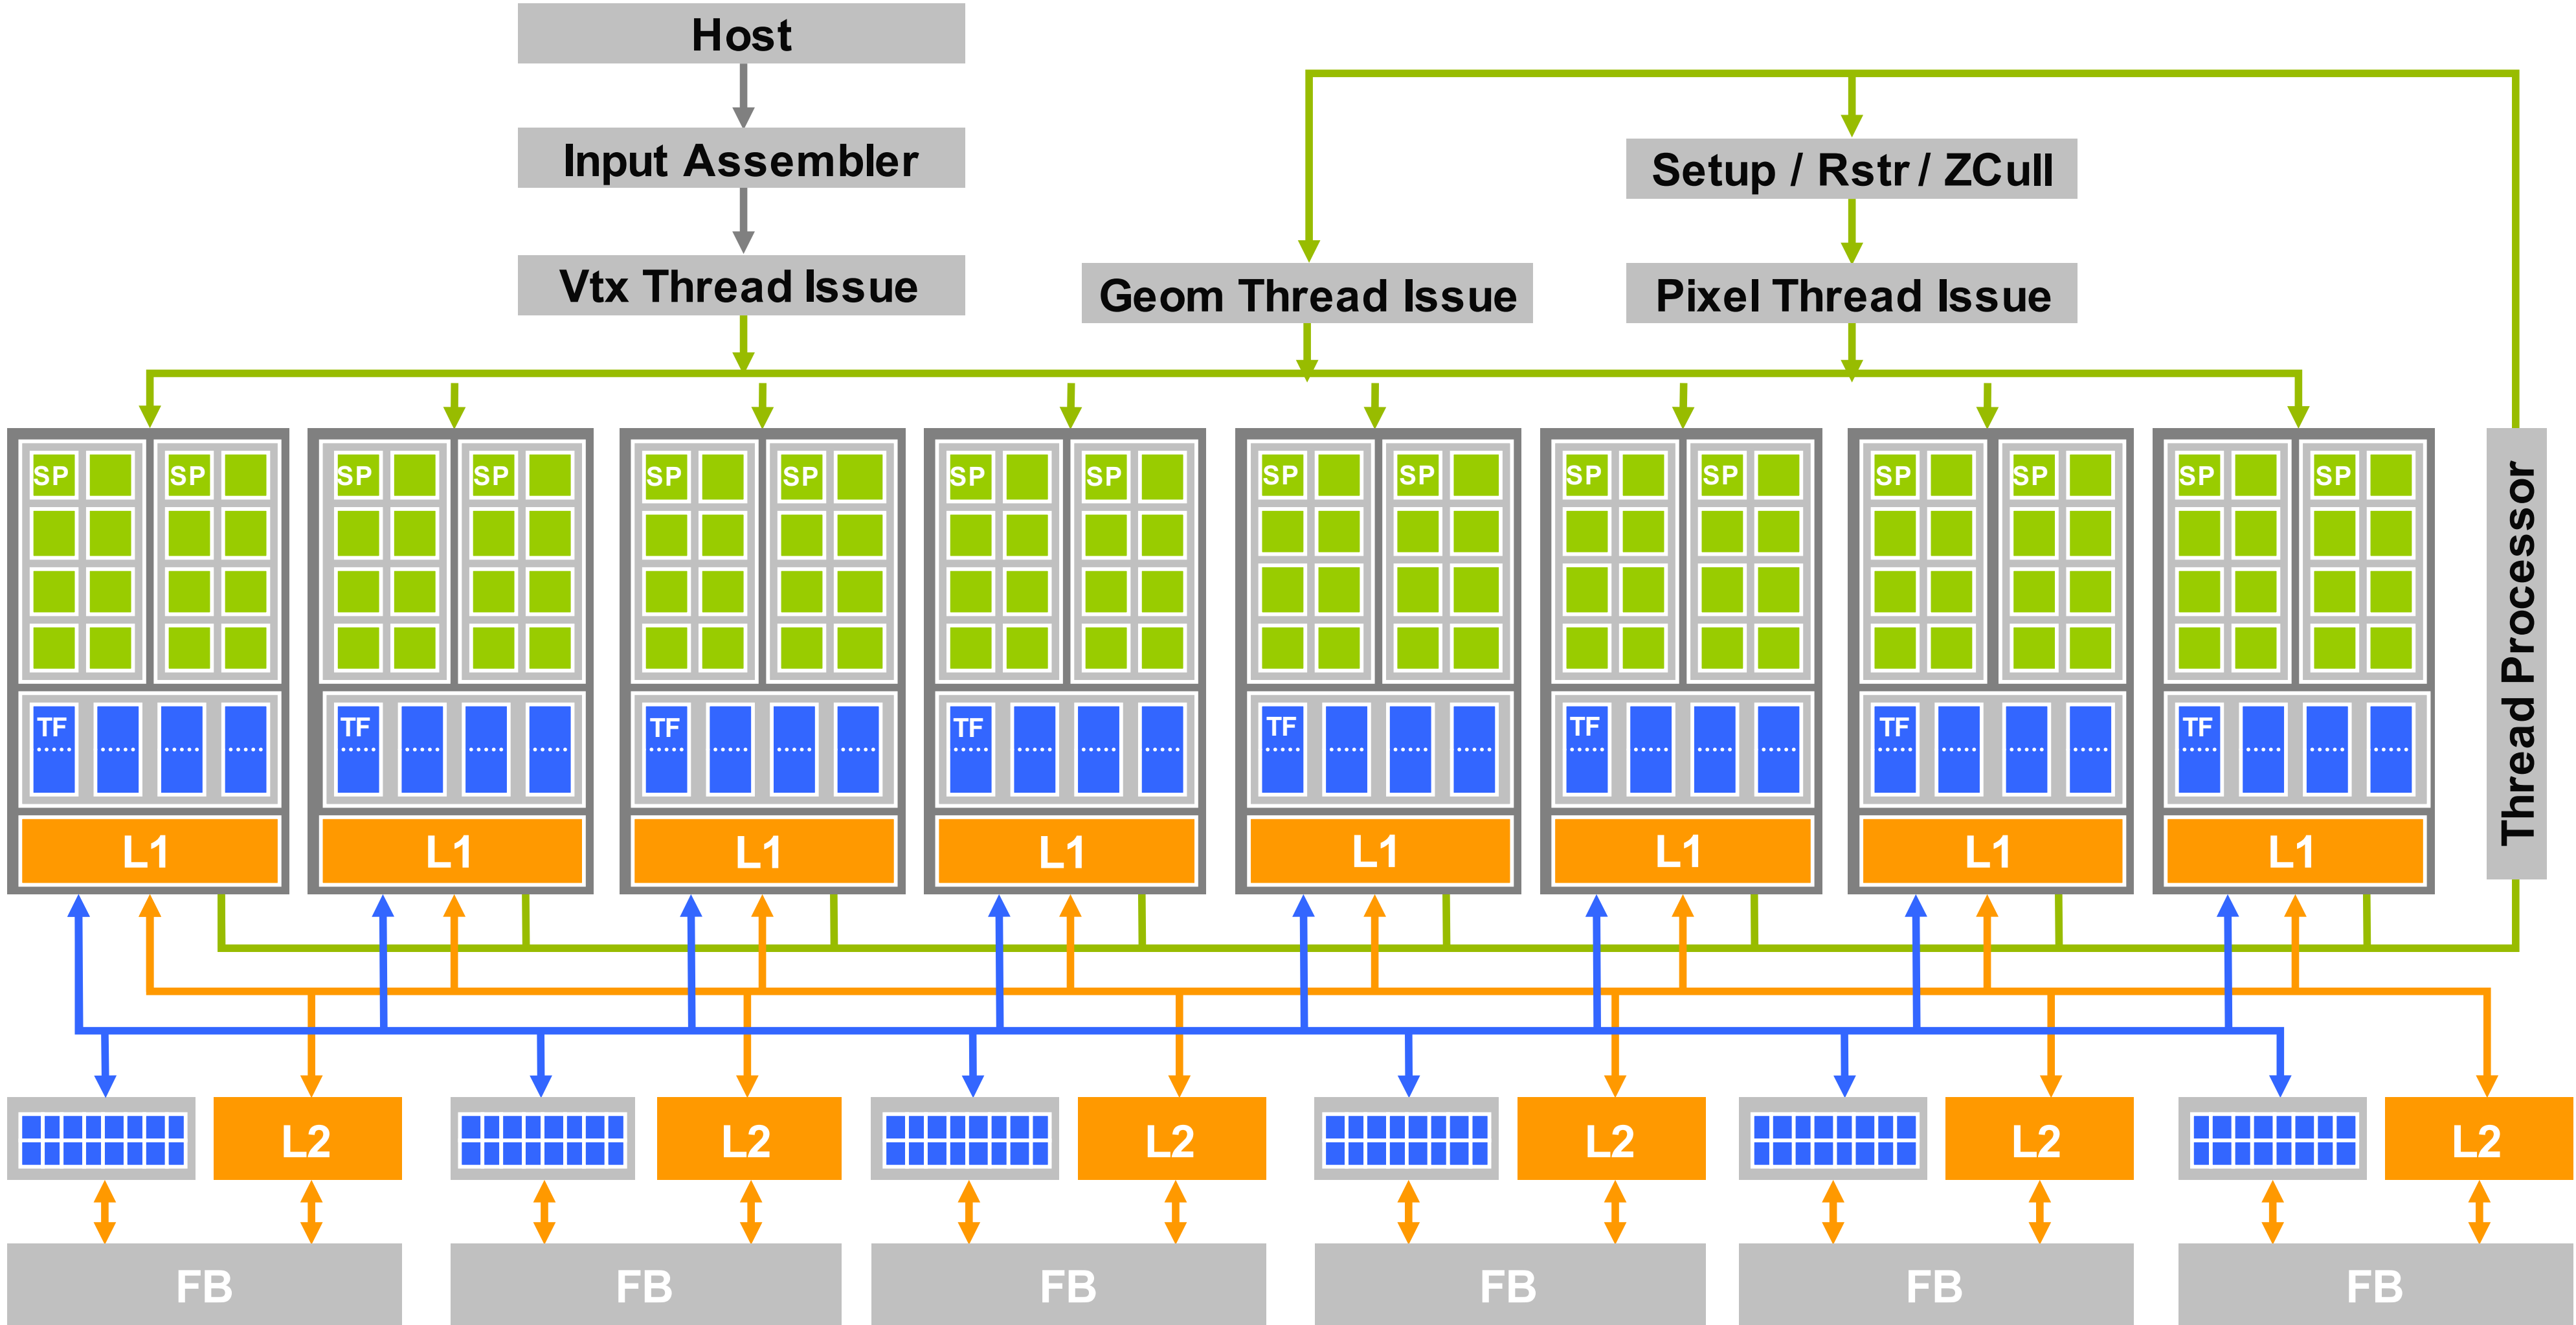 Host
Input Assembler
Setup / Rstr / ZCull
Vtx Thread Issue
Geom Thread Issue
Pixel Thread Issue
SP SP SP SP SP SP SP SP SP SP SP SP SP SP SP SP
Thread Processor
TF TF TF TF TF TF TF TF
L1 L1 L1 L1 L1 L1 L1 L1
L2 L2 L2 L2 L2 L2
FB FB FB FB FB FB